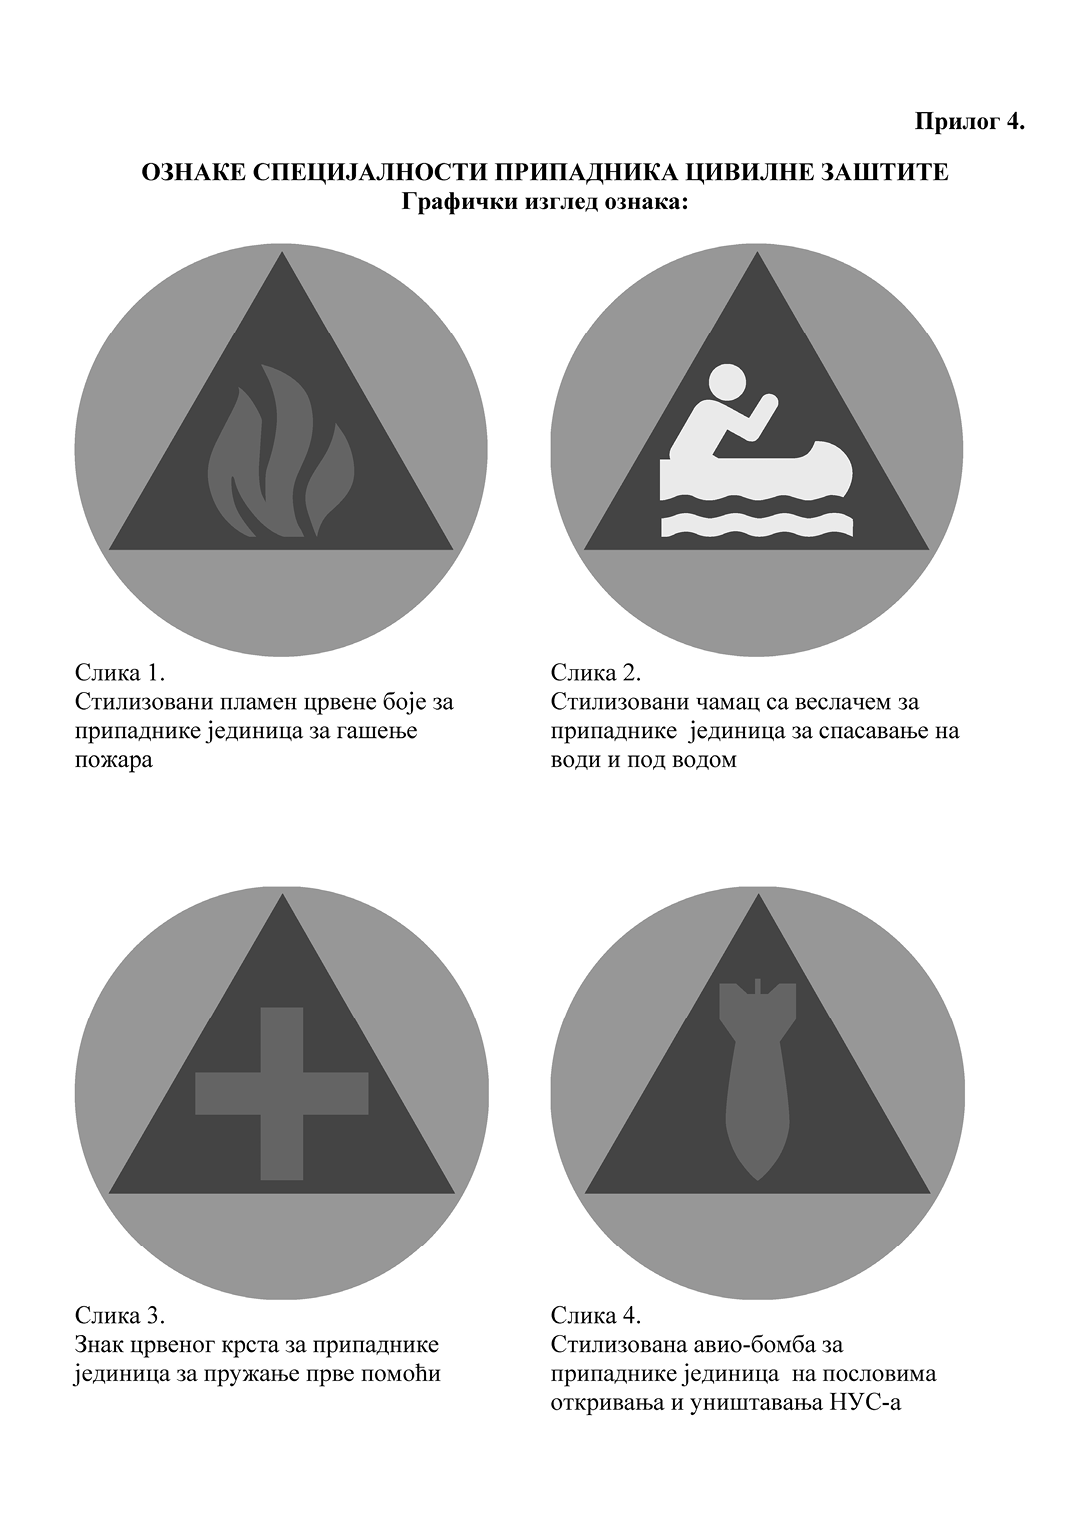 Прилог 4.
ОЗНАКЕ СПЕЦИЈАЛНОСТИ ПРИПАДНИКА ЦИВИЛНЕ ЗАШТИТЕ
Графички изглед ознака:
Слика 1.
Стилизовани пламен црвене боје за
припаднике јединица за гашење
пожара
Слика 2.
Стилизовани чамац са веслачем за
припаднике јединица за спасавање на
води и под водом
Слика 3.
Знак црвеног крста за припаднике
јединица за пружање прве помоћи
Слика 4.
Стилизована авио-бомба за
припаднике јединица на пословима
откривања и уништавања НУС-а